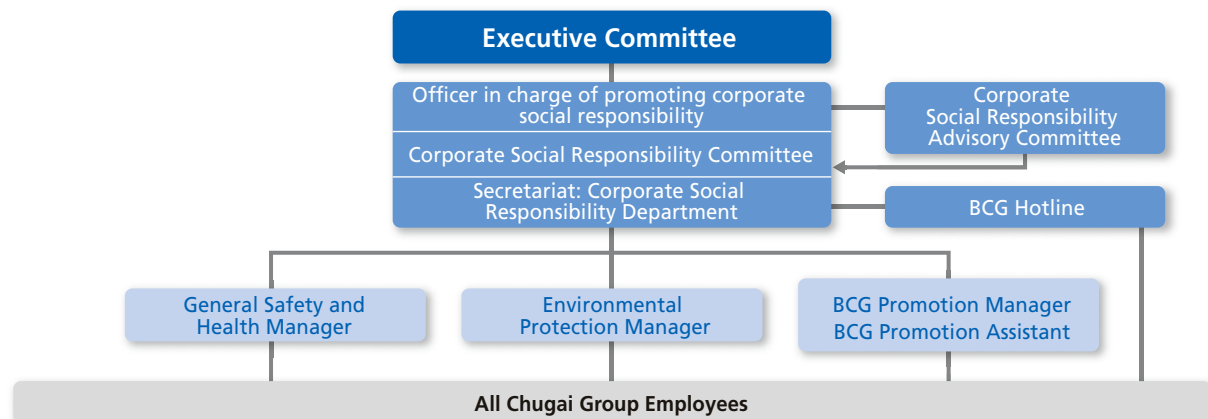 Executive Committee
Officer in charge of promoting corporate
social responsibility
Corporate
Social Responsibility
Advisory Committee
Corporate Social Responsibility Committee
Secretariat: Corporate Social
Responsibility Department
BCG Hotline
General Safety and
Health Manager
Environmental
Protection Manager
BCG Promotion Manager
BCG Promotion Assistant
All Chugai Group Employees